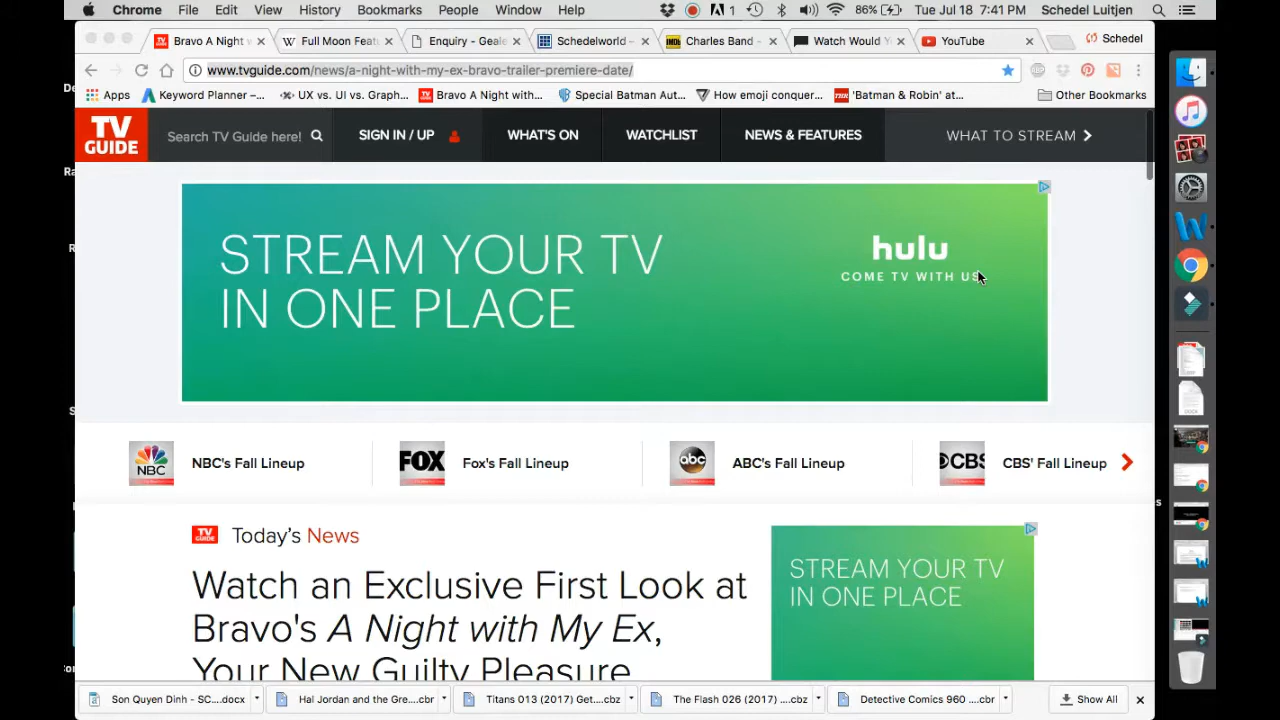 Chrome File Edit View History Bookmarks People Window Help 1 86% Tue Jul 18 7:41 PM Schedel Luitjen
Bravo A Night w Full Moon Feat Enquiry - Geale Schedelworld – Charles Band - Watch Would Y YouTube Schedel
www.tvguide.com/news/a-night-with-my-ex-bravo-trailer-premiere-date/
Apps Keyword Planner –... UX vs. UI vs. Graph... Bravo A Night with... Special Batman Aut... How emoji conquer... 'Batman & Robin' at... Other Bookmarks
TV GUIDE Search TV Guide here! SIGN IN / UP WHAT'S ON WATCHLIST NEWS & FEATURES WHAT TO STREAM
STREAM YOUR TV
IN ONE PLACE
hulu
COME TV WITH US
NBC NBC's Fall Lineup FOX Fox's Fall Lineup abc ABC's Fall Lineup CBS CBS' Fall Lineup
TV GUIDE Today's News
Watch an Exclusive First Look at
Bravo's A Night with My Ex,
Your New Guilty Pleasure
STREAM YOUR TV
IN ONE PLACE
Son Quyen Dinh - SC....docx Hal Jordan and the Gre....cbr Titans 013 (2017) Get....cbz The Flash 026 (2017) ....cbz Detective Comics 960 ....cbr Show All